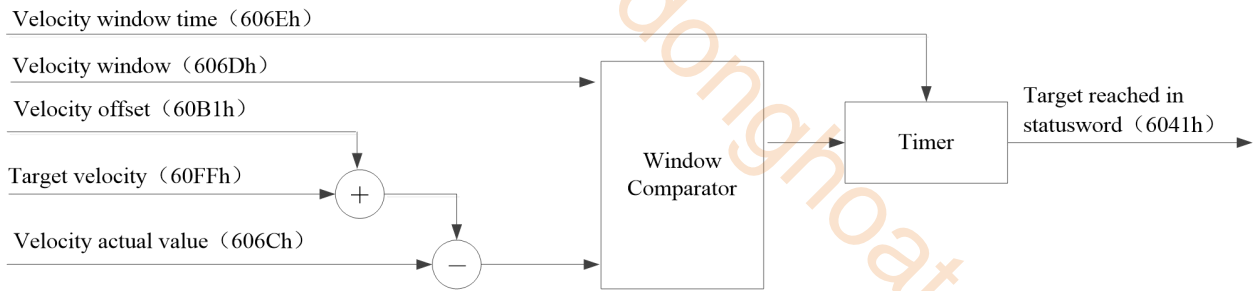 Velocity window time（606Eh）
Velocity window（606Dh）
Velocity offset（60B1h）
Target velocity（60FFh）
Velocity actual value（606Ch）
+
−
Window
Comparator
Timer
Target reached in
statusword（6041h）
donghoat